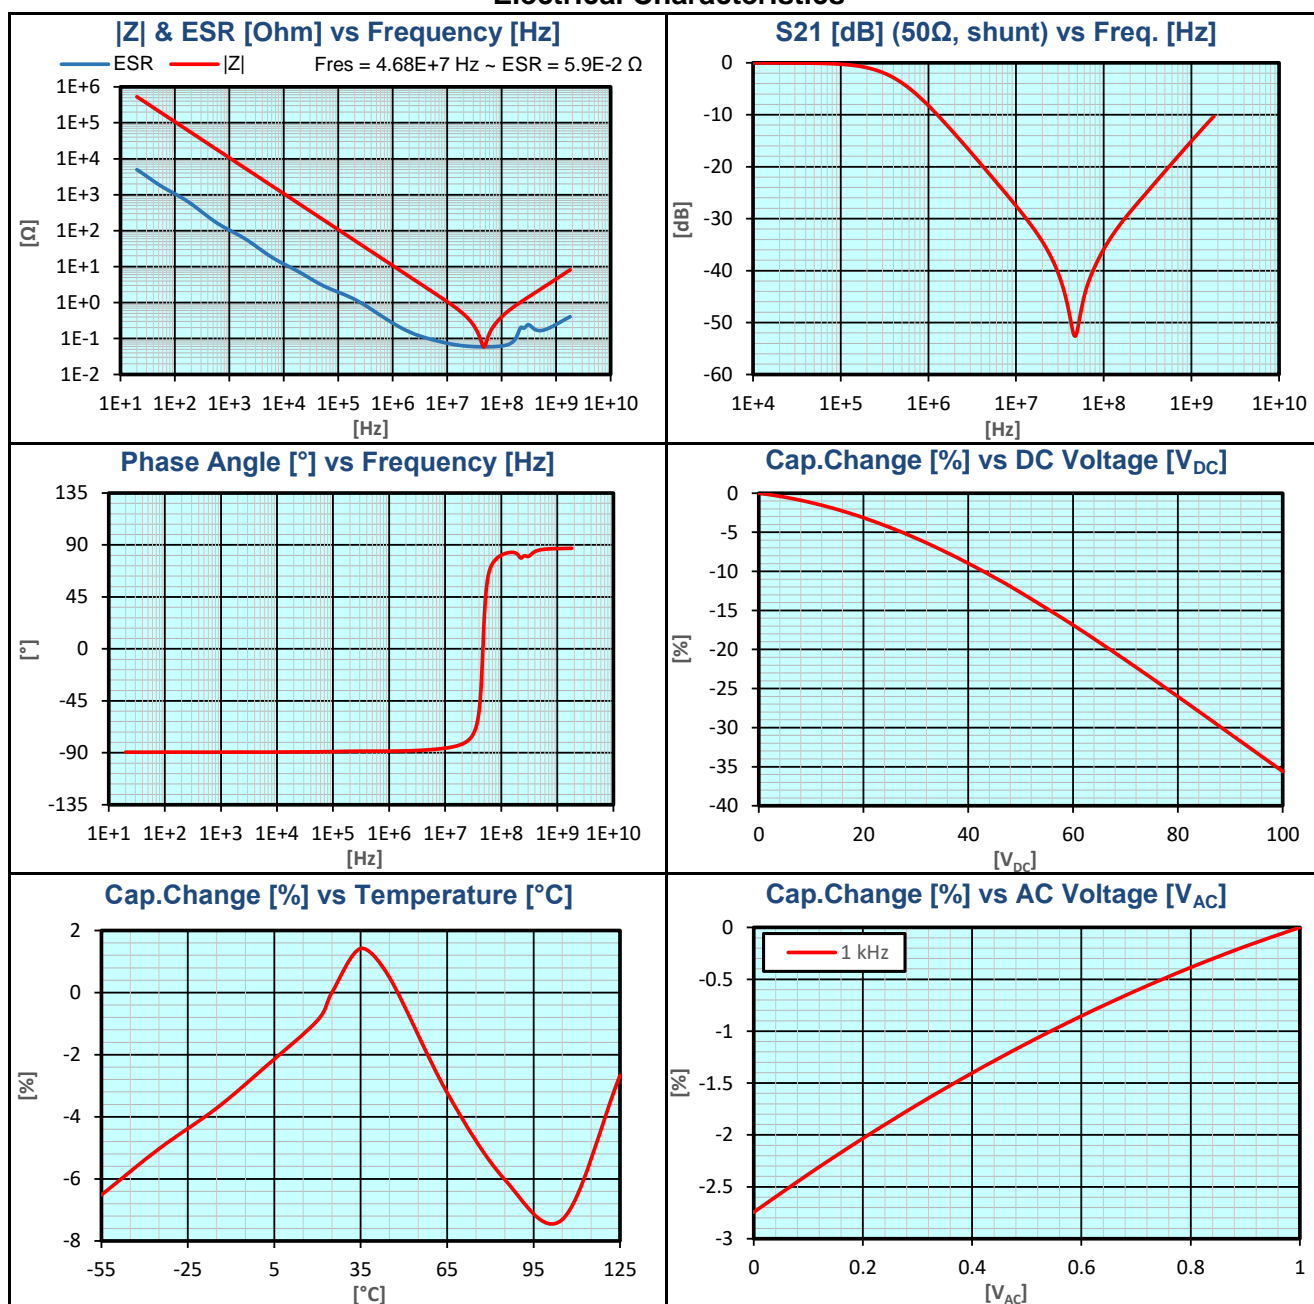 Electrical Characteristics
|Z| & ESR [Ohm] vs Frequency [Hz]
ESR |Z| Fres = 4.68E+7 Hz ~ ESR = 5.9E-2 Ω
1E+6
1E+5
1E+4
1E+3
1E+2
1E+1
1E+0
1E-1
1E-2
[Ω]
1E+1 1E+2 1E+3 1E+4 1E+5 1E+6 1E+7 1E+8 1E+9 1E+10
[Hz]
S21 [dB] (50Ω, shunt) vs Freq. [Hz]
0
-10
-20
-30
-40
-50
-60
[dB]
1E+4 1E+5 1E+6 1E+7 1E+8 1E+9 1E+10
[Hz]
Phase Angle [°] vs Frequency [Hz]
135
90
45
0
-45
-90
-135
[°]
1E+1 1E+2 1E+3 1E+4 1E+5 1E+6 1E+7 1E+8 1E+9 1E+10
[Hz]
Cap.Change [%] vs DC Voltage [VDC]
0
-5
-10
-15
-20
-25
-30
-35
-40
[%]
0 20 40 60 80 100
[VDC]
Cap.Change [%] vs Temperature [°C]
2
0
-2
-4
-6
-8
[%]
-55 -25 5 35 65 95 125
[°C]
Cap.Change [%] vs AC Voltage [VAC]
1 kHz
0
-0.5
-1
-1.5
-2
-2.5
-3
[%]
0 0.2 0.4 0.6 0.8 1
[VAC]